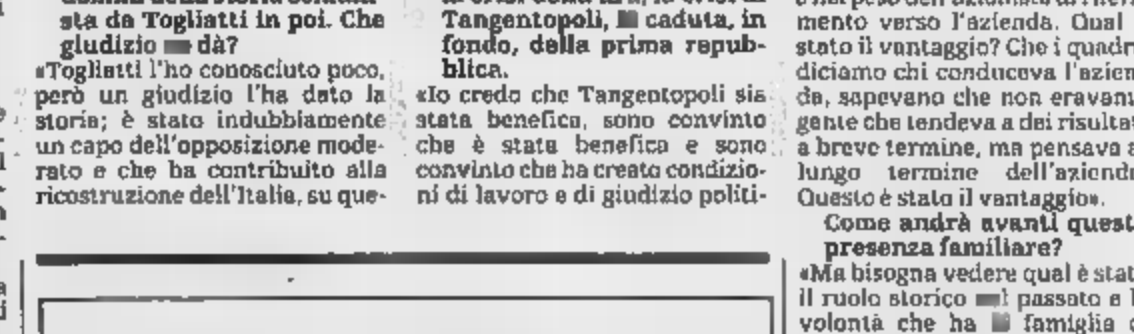 sta da Togliatti in poi. Che
giudizio dà?
«Togliatti l'ho conosciuto poco,
però un giudizio l'ha dato la
storia; è stato indubbiamente
un capo dell'opposizione mode-
rato e che ha contribuito alla
ricostruzione dell'Italia, su que-
Tangentopoli, caduta, in
fondo, della prima repub-
blica.
«Io credo che Tangentopoli sia
stata benefica, sono convinto
che è stata benefica e sono
convinto che ha creato condizio-
ni di lavoro e di giudizio politi-
mento verso l'azienda. Qual
stato il vantaggio? Che i quadr
diciamo chi conduceva l'azien
da, sapevano che non eravam
gente che tendeva a dei risulta
a breve termine, ma pensava a
lungo termine dell'aziend
Questo è stato il vantaggio».
Come andrà avanti quest
presenza familiare?
«Ma bisogna vedere qual è stat
il ruolo storico passato e l
volontà che ha famiglia